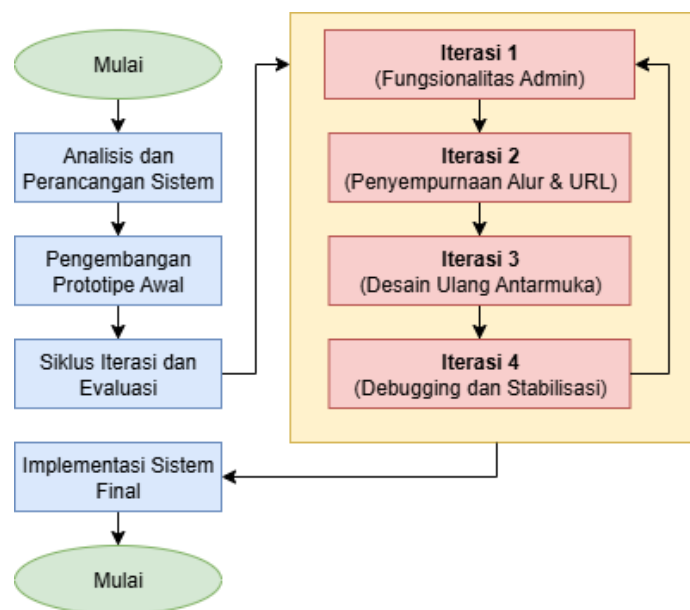 Mulai
Analisis dan
Perancangan Sistem
Pengembangan
Prototipe Awal
Siklus Iterasi dan
Evaluasi
Iterasi 1
(Fungsionalitas Admin)
Iterasi 2
(Penyempurnaan Alur & URL)
Iterasi 3
(Desain Ulang Antarmuka)
Iterasi 4
(Debugging dan Stabilisasi)
Implementasi Sistem
Final
Mulai